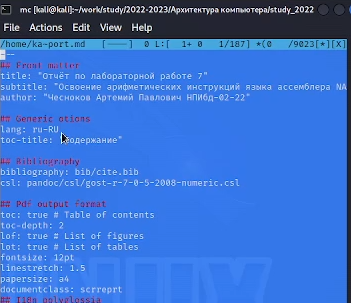 mc [kali@kali]:~/work/study/2022-2023/Архитектура компьютера/study_2022
File Actions Edit View Help
/home/ka~port.md [----] 0 L:[ 1+ 0 1/187] *(0 /9023[*][X]
---
## Front matter
title: "Отчёт по лабораторной работе 7"
subtitle: "Освоение арифметических инструкций языка ассемблера NA
author: "Чесноков Артемий Павлович НПИбд-02-22"
## Generic otions
lang: ru-RU
toc-title: "Содержание"
## Bibliography
bibliography: bib/cite.bib
csl: pandoc/csl/gost-r-7-0-5-2008-numeric.csl
## Pdf output format
toc: true # Table of contents
toc-depth: 2
lof: true # List of figures
lot: true # List of tables
fontsize: 12pt
linestretch: 1.5
papersize: a4
documentclass: scrreprt
## I18n polyglossia